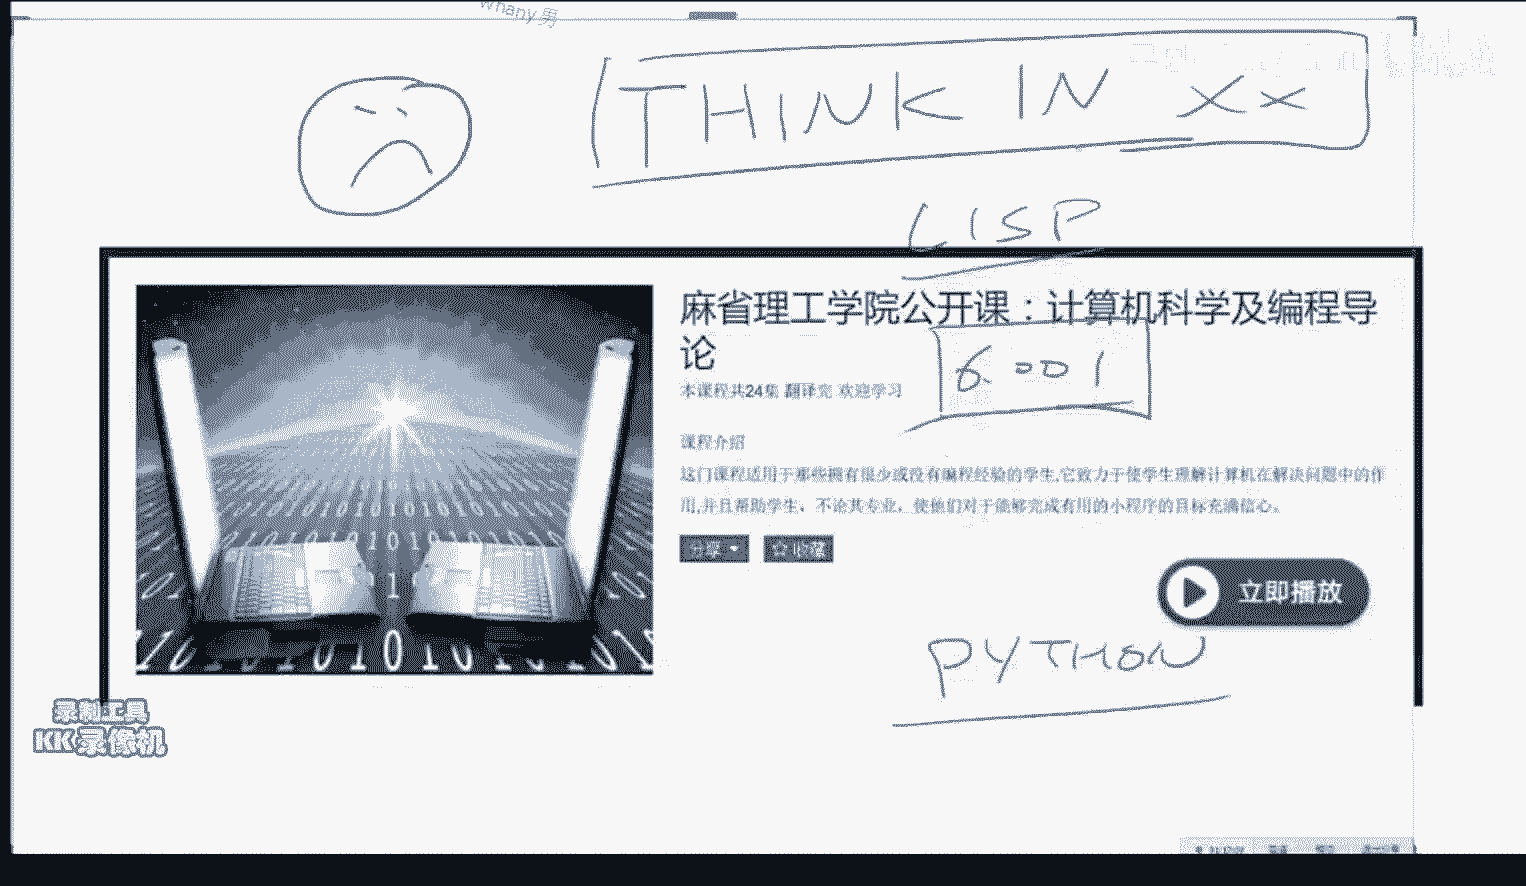 whany 男
THINK IN XX
LISP
麻省理工学院公开课：计算机科学及编程导
论
6.001
本课程共24集 翻译完 欢迎学习
课程介绍
这门课程适用于那些拥有很少或没有编程经验的学生,它致力于使学生理解计算机在解决问题中的作
用,并且帮助学生，不论其专业，使他们对于能够完成有用的小程序的目标充满信心。
分享 ☆收藏
立即播放
PYTHON
录制工具
KK录像机